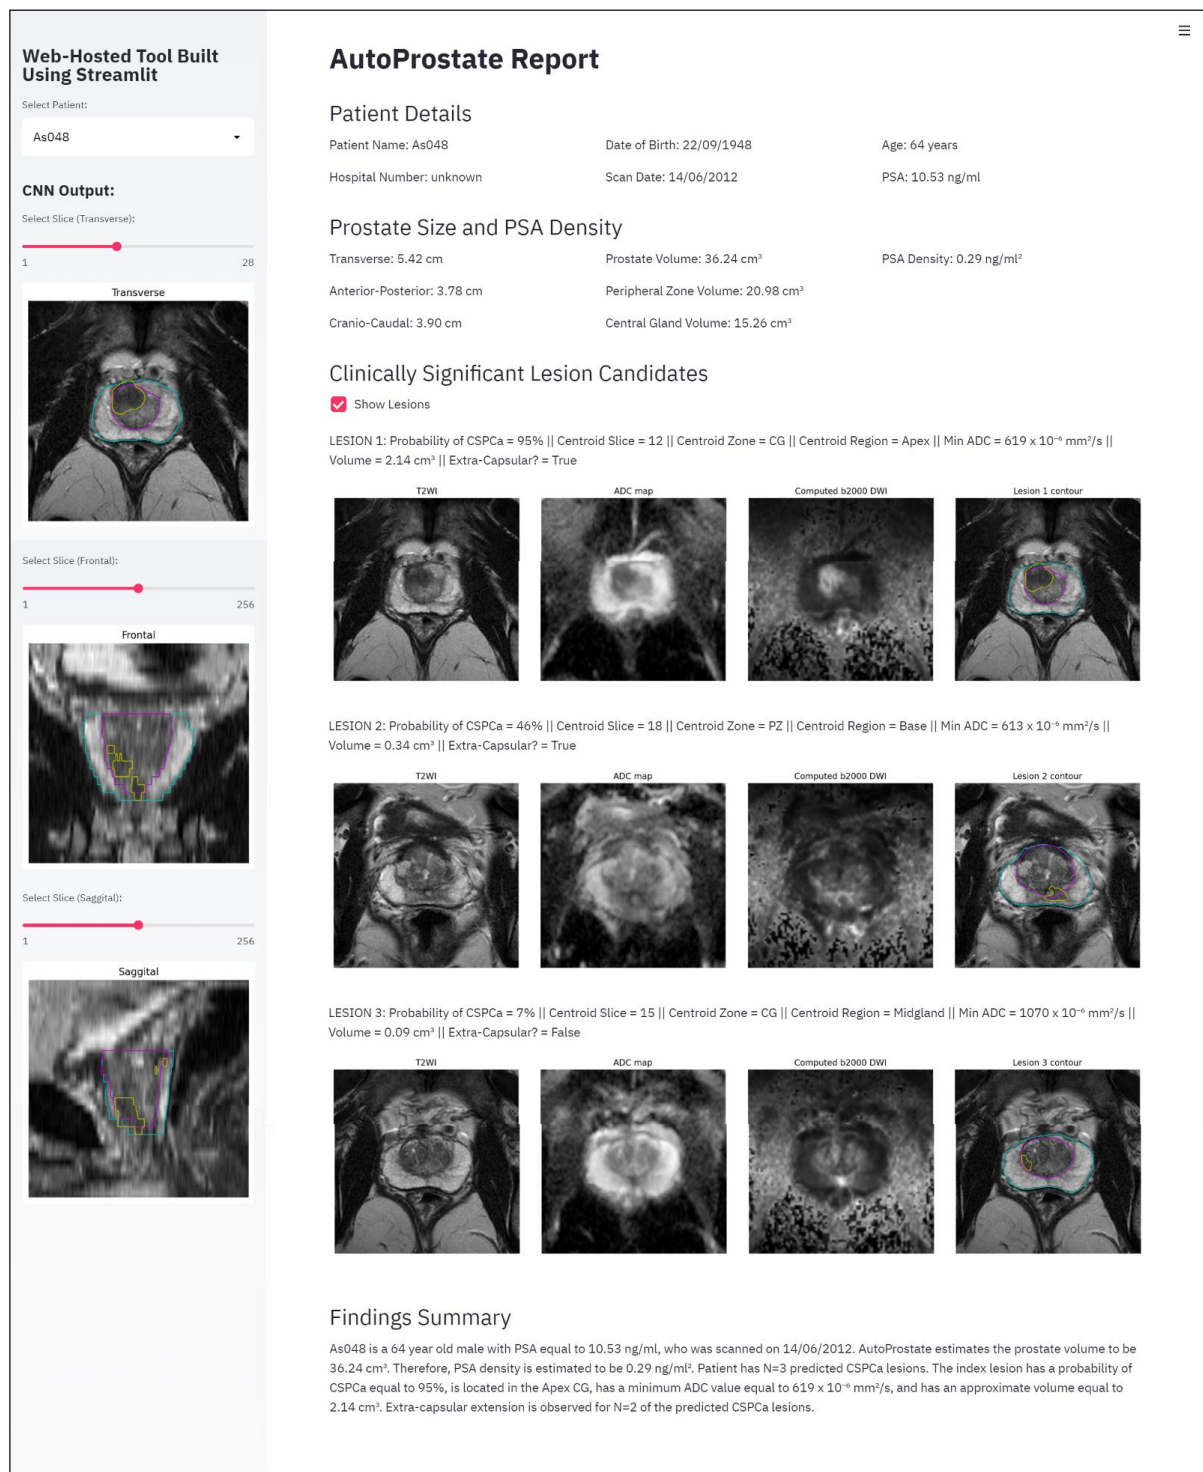 Web-Hosted Tool Built
Using Streamlit
Select Patient:
As048
CNN Output:
Select Slice (Transverse):
1 28
Transverse
Select Slice (Frontal):
1 256
Frontal
Select Slice (Saggital):
1 256
Saggital
AutoProstate Report
Patient Details
Patient Name: As048 Date of Birth: 22/09/1948 Age: 64 years
Hospital Number: unknown Scan Date: 14/06/2012 PSA: 10.53 ng/ml
Prostate Size and PSA Density
Transverse: 5.42 cm Prostate Volume: 36.24 cm³ PSA Density: 0.29 ng/ml²
Anterior-Posterior: 3.78 cm Peripheral Zone Volume: 20.98 cm³
Cranio-Caudal: 3.90 cm Central Gland Volume: 15.26 cm³
Clinically Significant Lesion Candidates
Show Lesions
LESION 1: Probability of CSPCa = 95% || Centroid Slice = 12 || Centroid Zone = CG || Centroid Region = Apex || Min ADC = 619 x 10⁻⁶ mm²/s ||
Volume = 2.14 cm³ || Extra-Capsular? = True
T2WI ADC map Computed b2000 DWI Lesion 1 contour
LESION 2: Probability of CSPCa = 46% || Centroid Slice = 18 || Centroid Zone = PZ || Centroid Region = Base || Min ADC = 613 x 10⁻⁶ mm²/s ||
Volume = 0.34 cm³ || Extra-Capsular? = True
T2WI ADC map Computed b2000 DWI Lesion 2 contour
LESION 3: Probability of CSPCa = 7% || Centroid Slice = 15 || Centroid Zone = CG || Centroid Region = Midgland || Min ADC = 1070 x 10⁻⁶ mm²/s ||
Volume = 0.09 cm³ || Extra-Capsular? = False
T2WI ADC map Computed b2000 DWI Lesion 3 contour
Findings Summary
As048 is a 64 year old male with PSA equal to 10.53 ng/ml, who was scanned on 14/06/2012. AutoProstate estimates the prostate volume to be
36.24 cm³. Therefore, PSA density is estimated to be 0.29 ng/ml². Patient has N=3 predicted CSPCa lesions. The index lesion has a probability of
CSPCa equal to 95%, is located in the Apex CG, has a minimum ADC value equal to 619 x 10⁻⁶ mm²/s, and has an approximate volume equal to
2.14 cm³. Extra-capsular extension is observed for N=2 of the predicted CSPCa lesions.